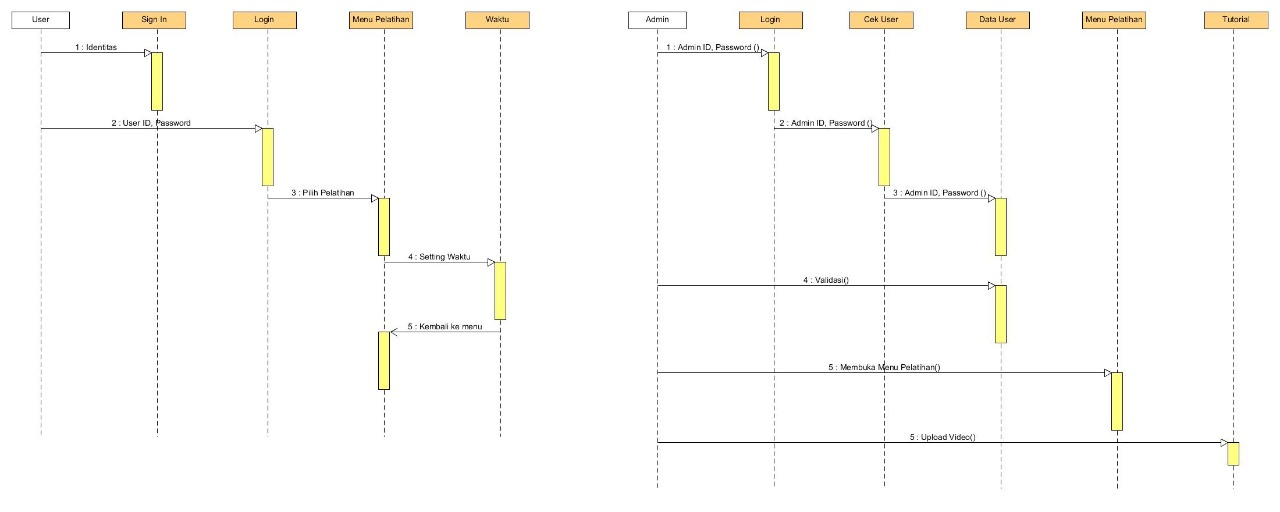 User
Sign In
Login
Menu Pelatihan
Waktu
1 : Identitas
2 : User ID, Password
3 : Pilih Pelatihan
4 : Setting Waktu
5 : Kembali ke menu
Admin
Login
Cek User
Data User
Menu Pelatihan
Tutorial
1 : Admin ID, Password ()
2 : Admin ID, Password ()
3 : Admin ID, Password ()
4 : Validasi()
5 : Membuka Menu Pelatihan()
5 : Upload Video()